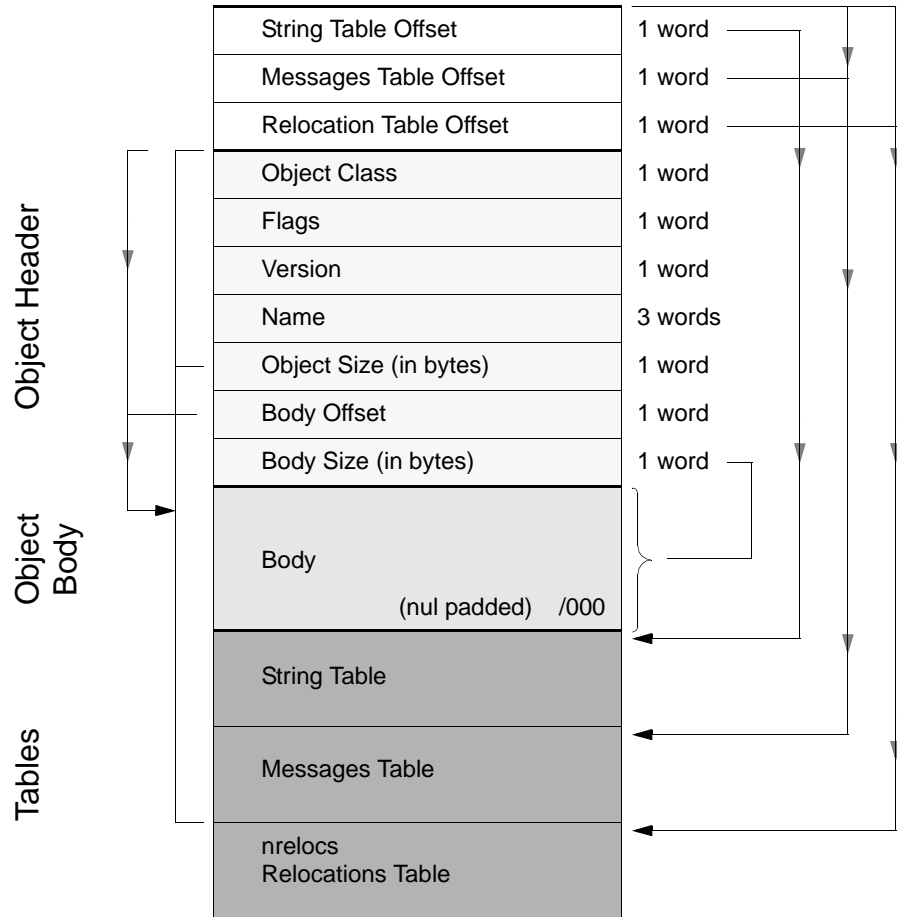 String Table Offset 1 word
Messages Table Offset 1 word
Relocation Table Offset 1 word
Object Header
Object Class 1 word
Flags 1 word
Version 1 word
Name 3 words
Object Size (in bytes) 1 word
Body Offset 1 word
Body Size (in bytes) 1 word
Object
Body
Body
(nul padded) /000
Tables
String Table
Messages Table
nrelocs
Relocations Table